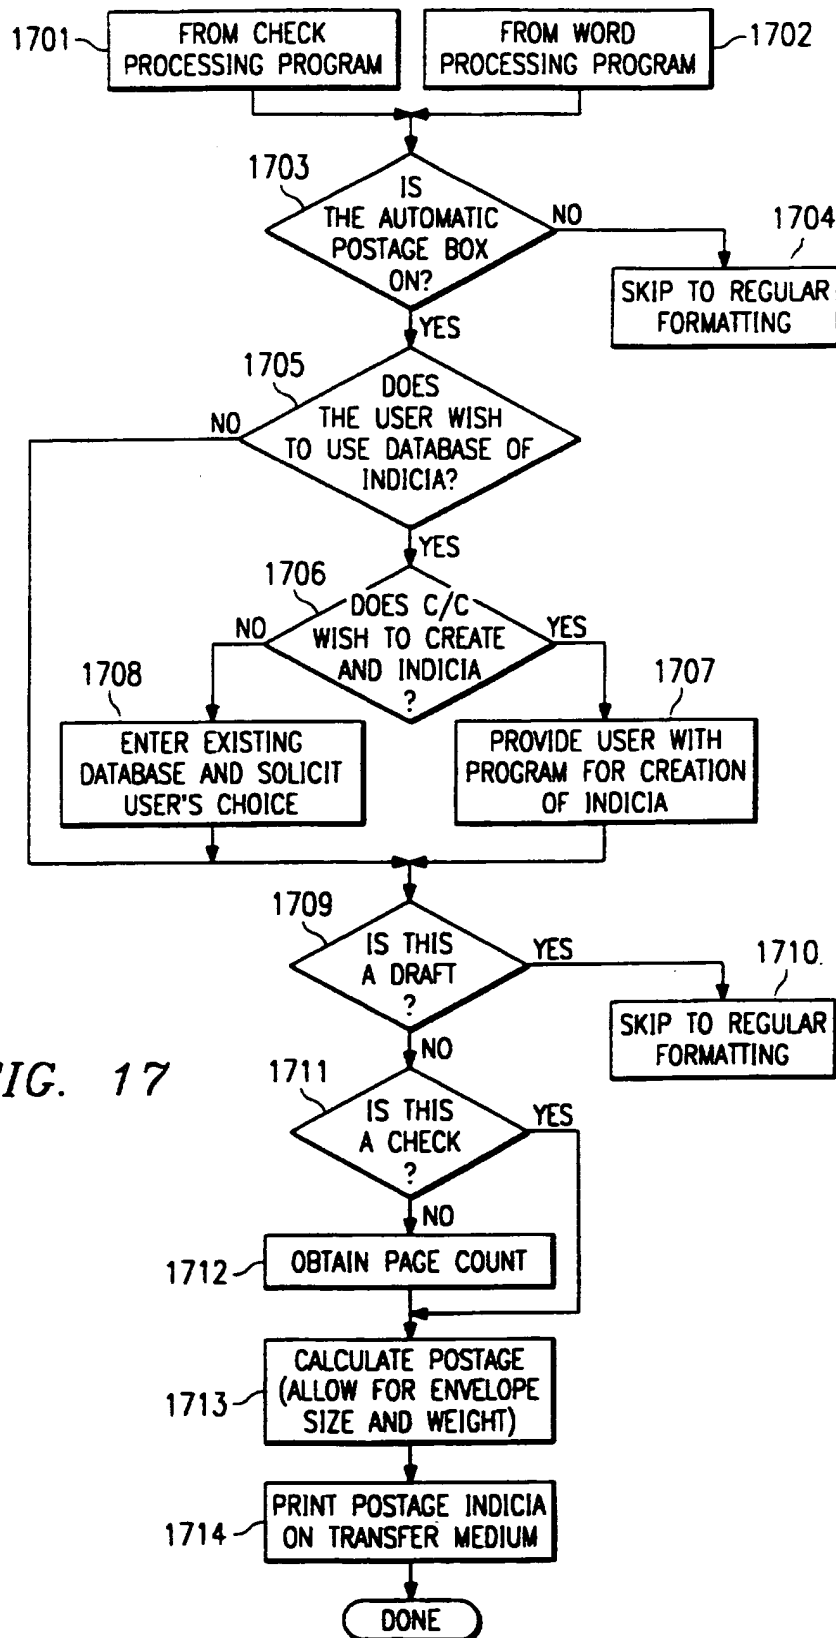 1701
FROM CHECK
PROCESSING PROGRAM
FROM WORD
PROCESSING PROGRAM
1702
1703
IS
THE AUTOMATIC
POSTAGE BOX
ON?
NO
1704
SKIP TO REGULAR
FORMATTING
YES
1705
DOES
THE USER WISH
TO USE DATABASE OF
INDICIA?
NO
YES
1706
DOES C/C
WISH TO CREATE
AND INDICIA
?
NO
YES
1708
ENTER EXISTING
DATABASE AND SOLICIT
USER'S CHOICE
1707
PROVIDE USER WITH
PROGRAM FOR CREATION
OF INDICIA
1709
IS THIS
A DRAFT
?
YES
1710.
SKIP TO REGULAR
FORMATTING
NO
FIG. 17
1711
IS THIS
A CHECK
?
YES
NO
1712
OBTAIN PAGE COUNT
1713
CALCULATE POSTAGE
(ALLOW FOR ENVELOPE
SIZE AND WEIGHT)
1714
PRINT POSTAGE INDICIA
ON TRANSFER MEDIUM
DONE